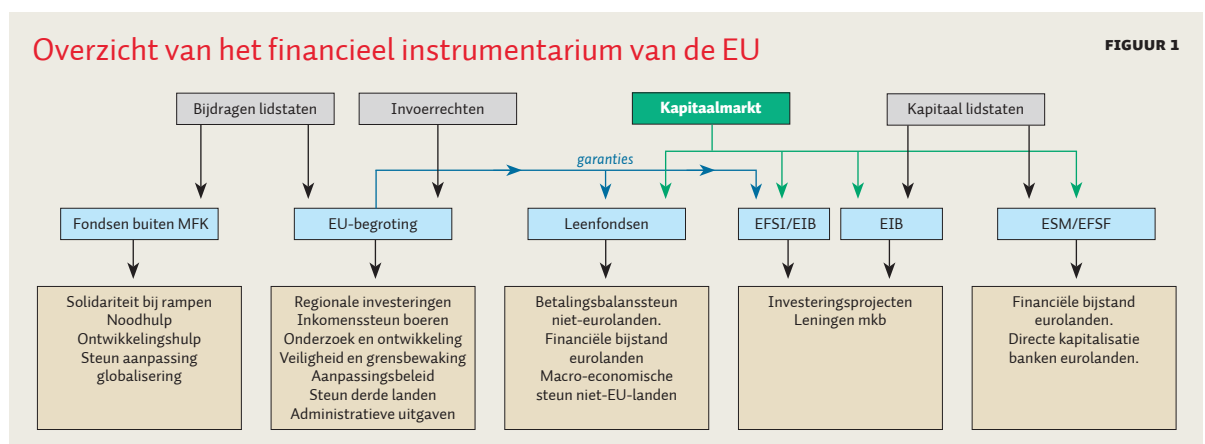 Overzicht van het financieel instrumentarium van de EU
FIGUUR 1
Bijdragen lidstaten
Invoerrechten
Kapitaalmarkt
Kapitaal lidstaten
garanties
Fondsen buiten MFK
EU-begroting
Leenfondsen
EFSI/EIB
EIB
ESM/EFSF
Solidariteit bij rampen
Noodhulp
Ontwikkelingshulp
Steun aanpassing
globalisering
Regionale investeringen
Inkomenssteun boeren
Onderzoek en ontwikkeling
Veiligheid en grensbewaking
Aanpassingsbeleid
Steun derde landen
Administratieve uitgaven
Betalingsbalanssteun
niet-eurolanden.
Financiële bijstand
eurolanden
Macro-economische
steun niet-EU-landen
Investeringsprojecten
Leningen mkb
Financiële bijstand
eurolanden.
Directe kapitalisatie
banken eurolanden.